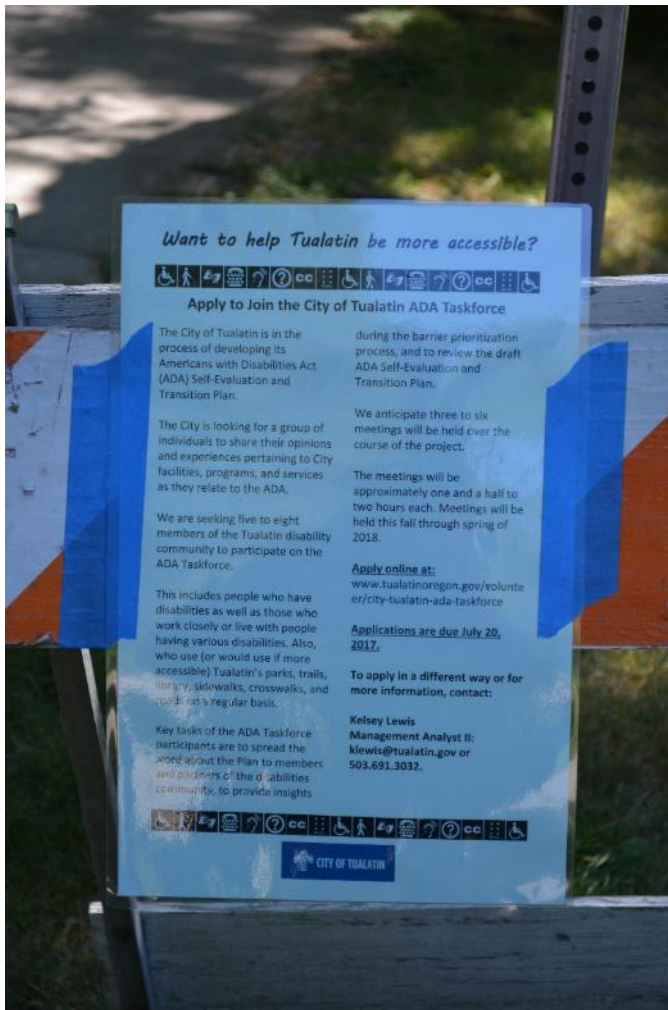 Want to help Tualatin be more accessible?
Apply to Join the City of Tualatin ADA Taskforce
The City of Tualatin is in the
process of developing its
Americans with Disabilities Act
(ADA) Self-Evaluation and
Transition Plan.
The City is looking for a group of
individuals to share their opinions
and experiences pertaining to City
facilities, programs, and services
as they relate to the ADA.
We are seeking five to eight
members of the Tualatin disability
community to participate on the
ADA Taskforce.
This includes people who have
disabilities as well as those who
work closely or live with people
having various disabilities. Also,
who use (or would use if more
accessible) Tualatin's parks, trails,
library, sidewalks, crosswalks, and
roads on a regular basis.
Key tasks of the ADA Taskforce
participants are to spread the
word about the Plan to members
and partners of the disabilities
community, to provide insights
during the barrier prioritization
process, and to review the draft
ADA Self-Evaluation and
Transition Plan.
We anticipate three to six
meetings will be held over the
course of the project.
The meetings will be
approximately one and a half to
two hours each. Meetings will be
held this fall through spring of
2018.
Apply online at:
www.tualatinoregon.gov/volunte
er/city-tualatin-ada-taskforce
Applications are due July 20,
2017.
To apply in a different way or for
more information, contact:
Kelsey Lewis
Management Analyst II:
klewis@tualatin.gov or
503.691.3032.
CITY OF TUALATIN